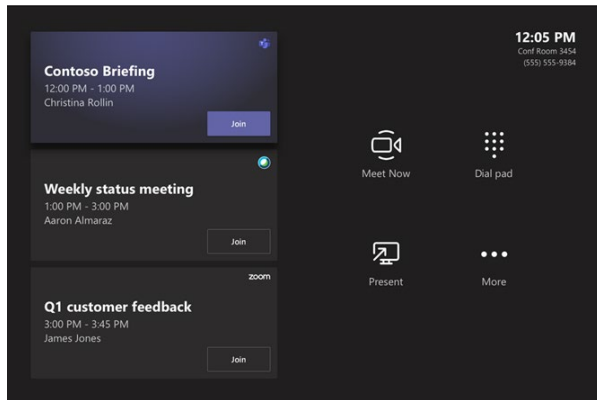 Contoso Briefing
12:00 PM - 1:00 PM
Christina Rollin
Join
Weekly status meeting
1:00 PM - 3:00 PM
Aaron Almaraz
Join
zoom
Q1 customer feedback
3:00 PM - 3:45 PM
James Jones
Join
12:05 PM
Conf Room 3454
(555) 555-9384
Meet Now
Dial pad
Present
More